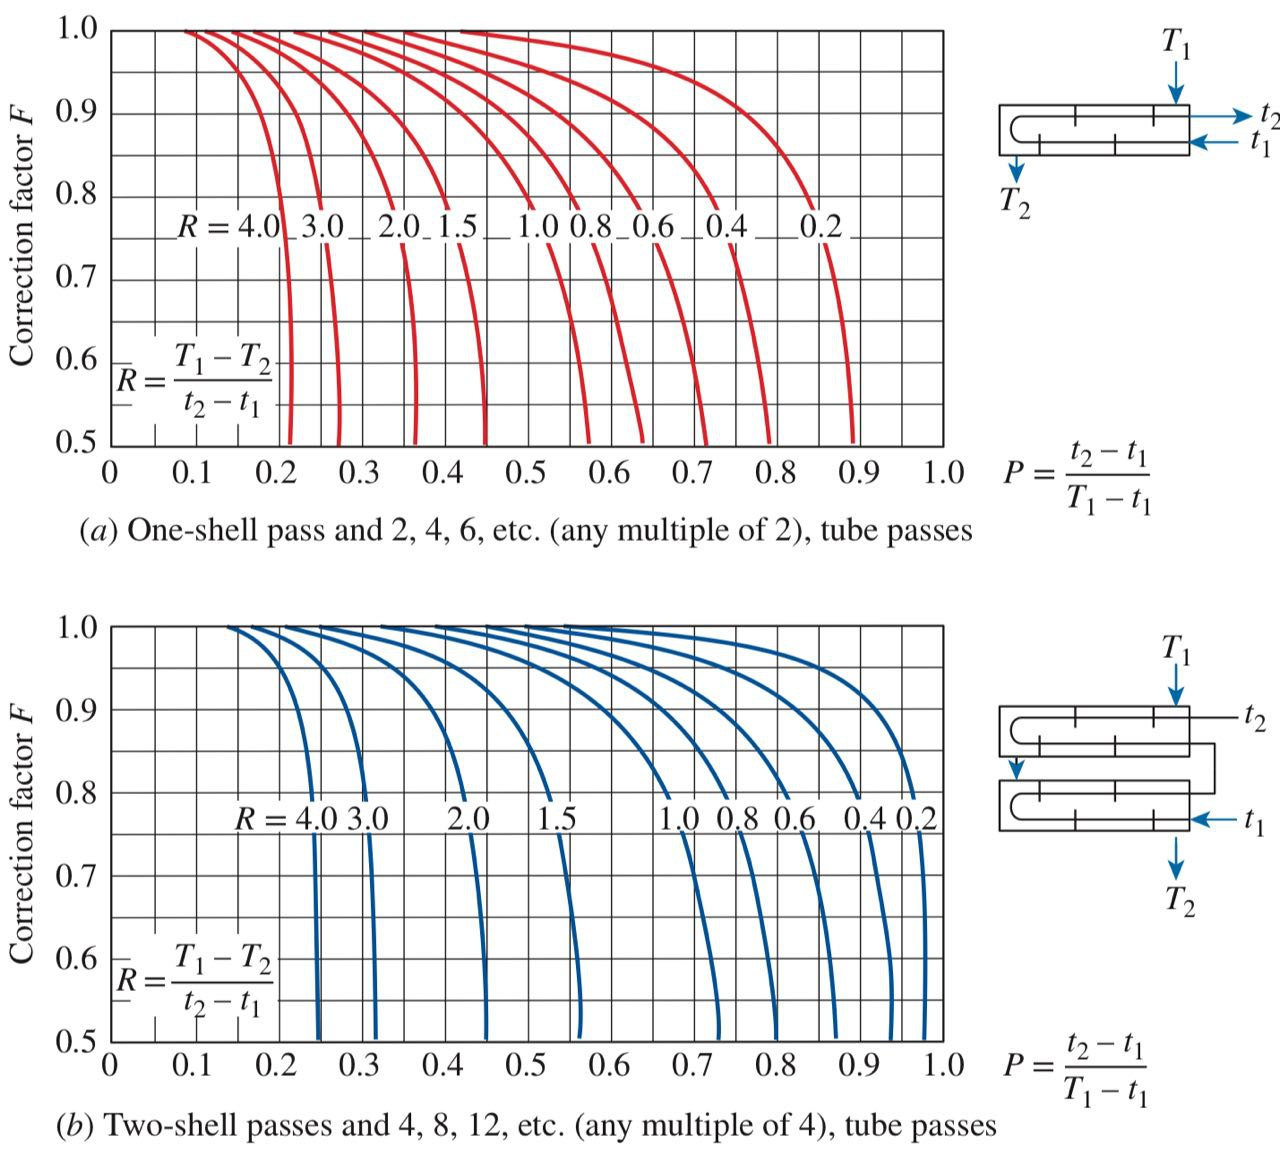 Correction factor F
1.0
0.9
0.8
0.7
0.6
0.5
R = 4.0 3.0 2.0 1.5 1.0 0.8 0.6 0.4 0.2
R = (T₁ − T₂)/(t₂ − t₁)
0 0.1 0.2 0.3 0.4 0.5 0.6 0.7 0.8 0.9 1.0
P = (t₂ − t₁)/(T₁ − t₁)
T₁
t₂
t₁
T₂
(a) One-shell pass and 2, 4, 6, etc. (any multiple of 2), tube passes
Correction factor F
1.0
0.9
0.8
0.7
0.6
0.5
R = 4.0 3.0 2.0 1.5 1.0 0.8 0.6 0.4 0.2
R = (T₁ − T₂)/(t₂ − t₁)
0 0.1 0.2 0.3 0.4 0.5 0.6 0.7 0.8 0.9 1.0
P = (t₂ − t₁)/(T₁ − t₁)
T₁
t₂
t₁
T₂
(b) Two-shell passes and 4, 8, 12, etc. (any multiple of 4), tube passes